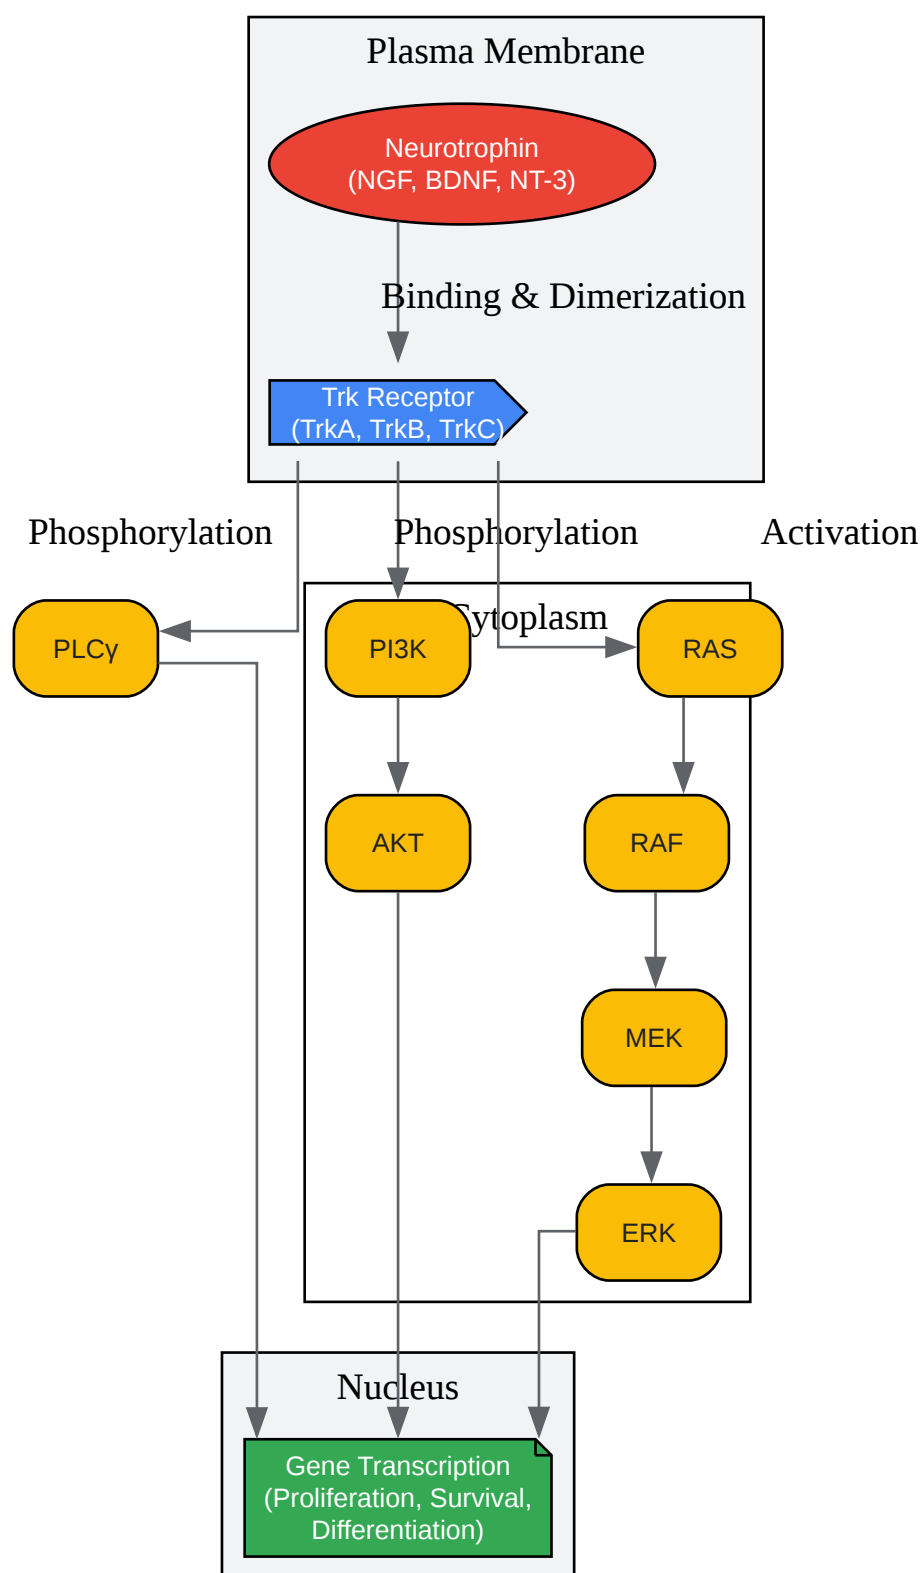 Plasma Membrane
Neurotrophin
(NGF, BDNF, NT-3)
Binding & Dimerization
Trk Receptor
(TrkA, TrkB, TrkC)
Phosphorylation
Phosphorylation
Activation
Cytoplasm
PLCγ
PI3K
RAS
AKT
RAF
MEK
ERK
Nucleus
Gene Transcription
(Proliferation, Survival,
Differentiation)